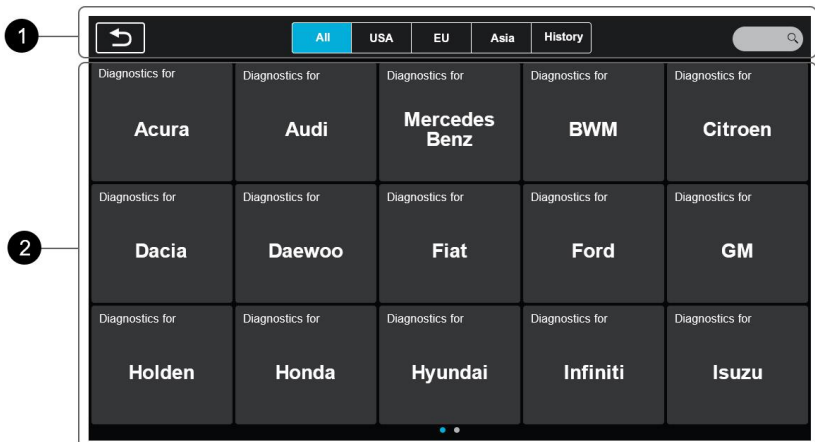 1
All USA EU Asia History
2
Diagnostics for Diagnostics for Diagnostics for Diagnostics for Diagnostics for
Acura Audi Mercedes Benz BWM Citroen
Diagnostics for Diagnostics for Diagnostics for Diagnostics for Diagnostics for
Dacia Daewoo Fiat Ford GM
Diagnostics for Diagnostics for Diagnostics for Diagnostics for Diagnostics for
Holden Honda Hyundai Infiniti Isuzu